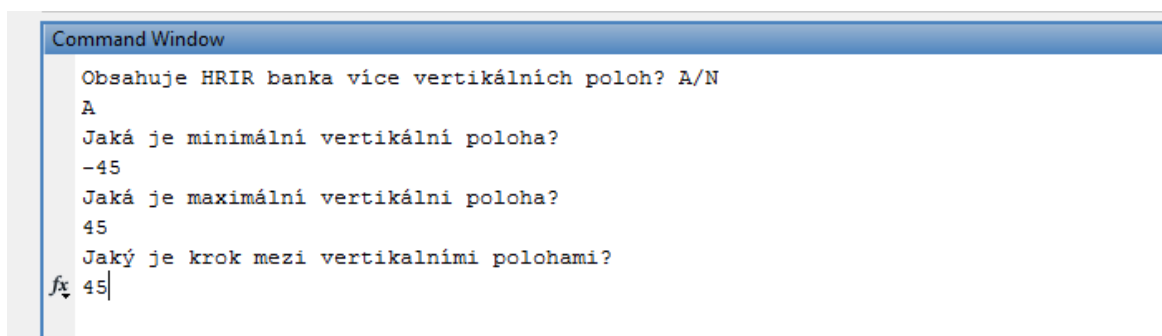 Command Window
Obsahuje HRIR banka více vertikálních poloh? A/N
A
Jaká je minimální vertikální poloha?
-45
Jaká je maximální vertikálni poloha?
45
Jaký je krok mezi vertikalními polohami?
fx 45